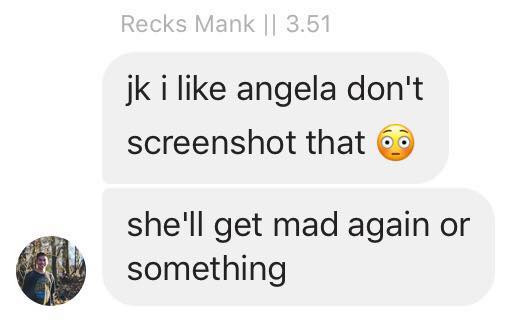 Recks Mank || 3.51
jk i like angela don't
screenshot that 😳
she'll get mad again or
something